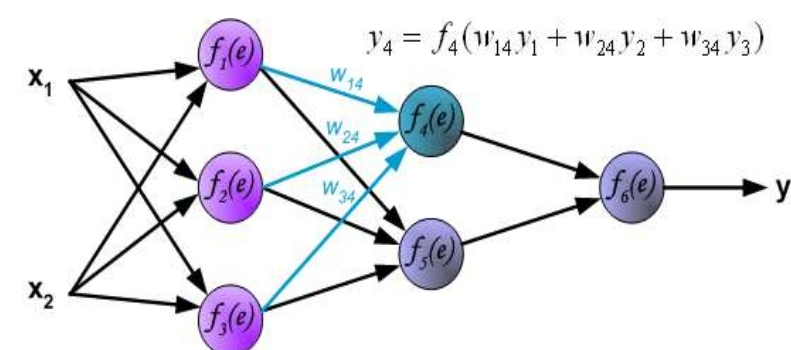 y₄ = f₄(w₁₄y₁ + w₂₄y₂ + w₃₄y₃)
f₁(e)
x₁
w₁₄
f₄(e)
w₂₄
f₂(e)
w₃₄
f₆(e)
y
f₅(e)
x₂
f₃(e)